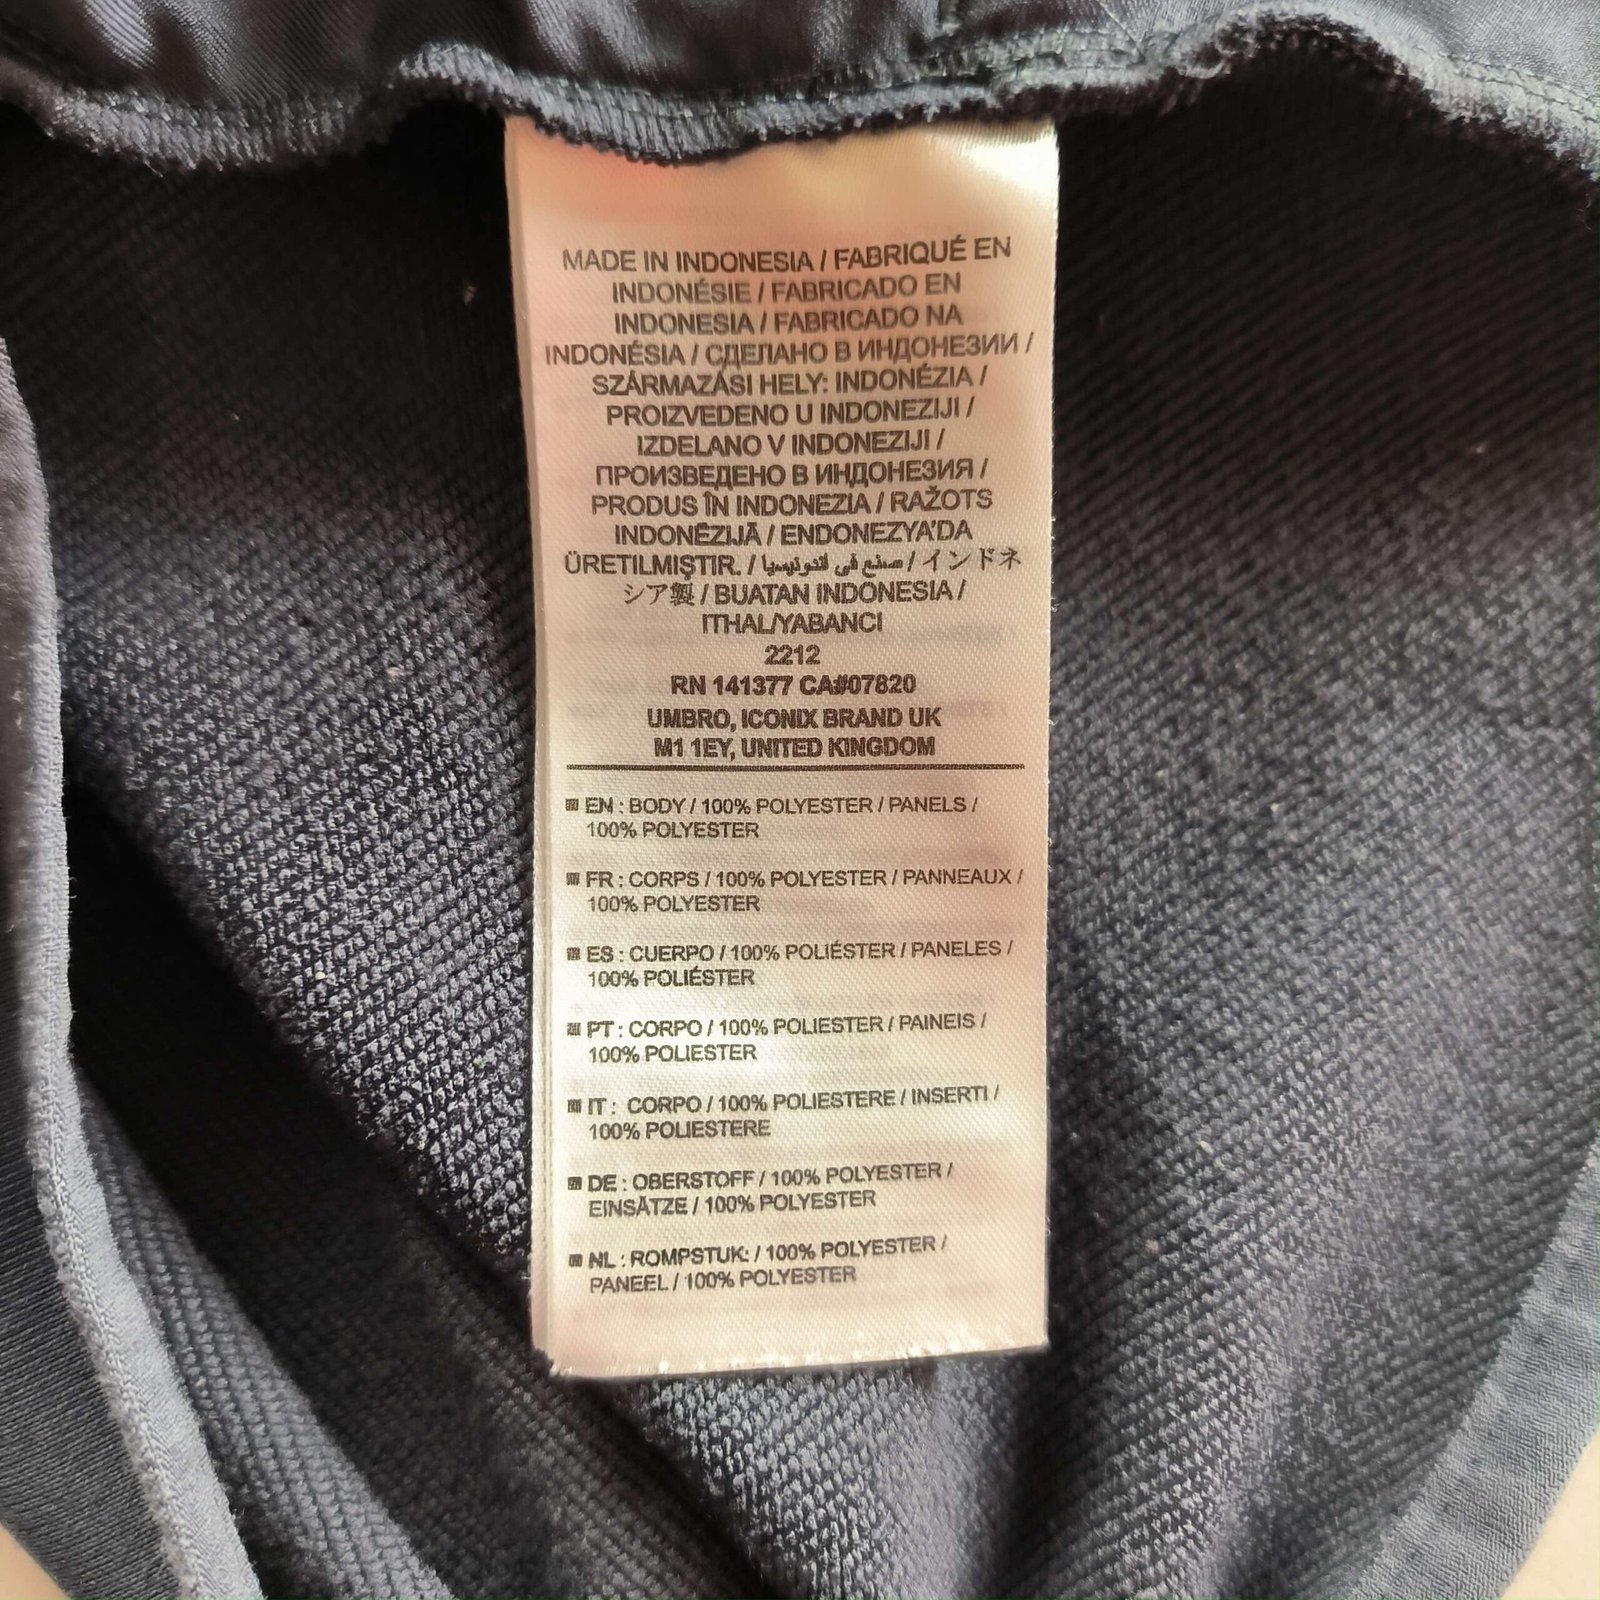 MADE IN INDONESIA / FABRIQUÉ EN
INDONÉSIE / FABRICADO EN
INDONESIA / FABRICADO NA
INDONÉSIA / СДЕЛАНО В ИНДОНЕЗИИ /
SZÁRMAZÁSI HELY: INDONÉZIA /
PROIZVEDENO U INDONEZIJI /
IZDELANO V INDONEZIJI /
ПРОИЗВЕДЕНО В ИНДОНЕЗИЯ /
PRODUS ÎN INDONEZIA / RAŽOTS
INDONĒZIJĀ / ENDONEZYA'DA
ÜRETILMIŞTIR. / صنع في اندونيسيا / インドネ
シア製 / BUATAN INDONESIA /
ITHAL/YABANCI
2212
RN 141377 CA#07820
UMBRO, ICONIX BRAND UK
M1 1EY, UNITED KINGDOM
EN : BODY / 100% POLYESTER / PANELS /
100% POLYESTER
FR : CORPS / 100% POLYESTER / PANNEAUX /
100% POLYESTER
ES : CUERPO / 100% POLIÉSTER / PANELES /
100% POLIÉSTER
PT : CORPO / 100% POLIESTER / PAINEIS /
100% POLIESTER
IT : CORPO / 100% POLIESTERE / INSERTI /
100% POLIESTERE
DE : OBERSTOFF / 100% POLYESTER /
EINSÄTZE / 100% POLYESTER
NL : ROMPSTUK: / 100% POLYESTER /
PANEEL / 100% POLYESTER